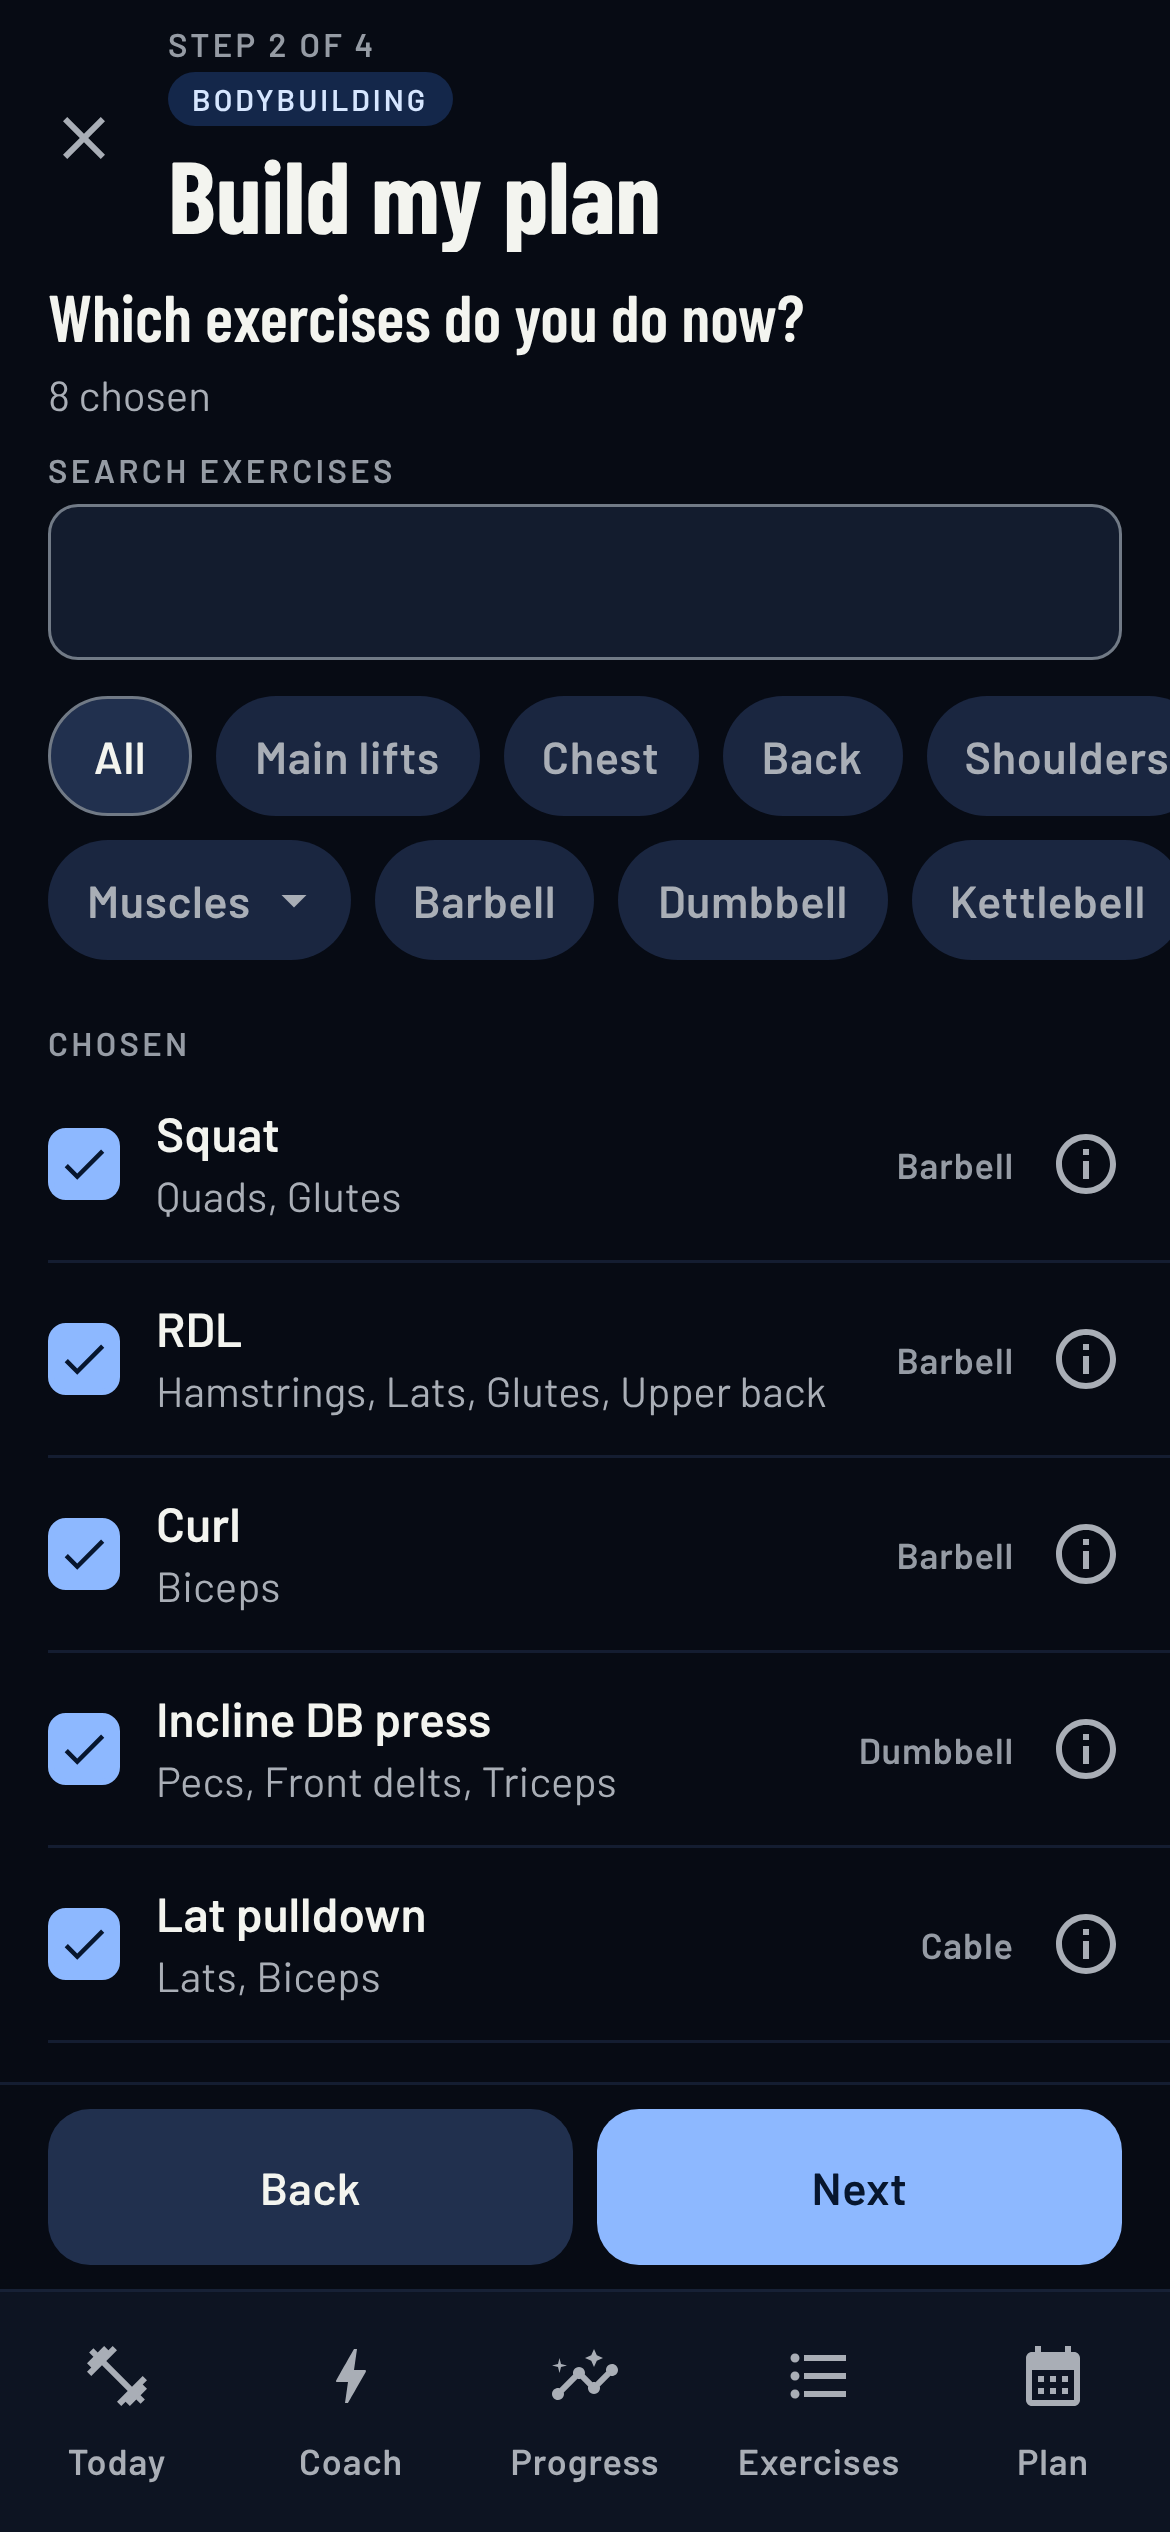 STEP 2 OF 4
BODYBUILDING
Build my plan
Which exercises do you do now?
8 chosen
SEARCH EXERCISES
All
Main lifts
Chest
Back
Shoulders
Muscles
Barbell
Dumbbell
Kettlebell
CHOSEN
Squat
Quads, Glutes
Barbell
RDL
Hamstrings, Lats, Glutes, Upper back
Barbell
Curl
Biceps
Barbell
Incline DB press
Pecs, Front delts, Triceps
Dumbbell
Lat pulldown
Lats, Biceps
Cable
Back
Next
Today
Coach
Progress
Exercises
Plan